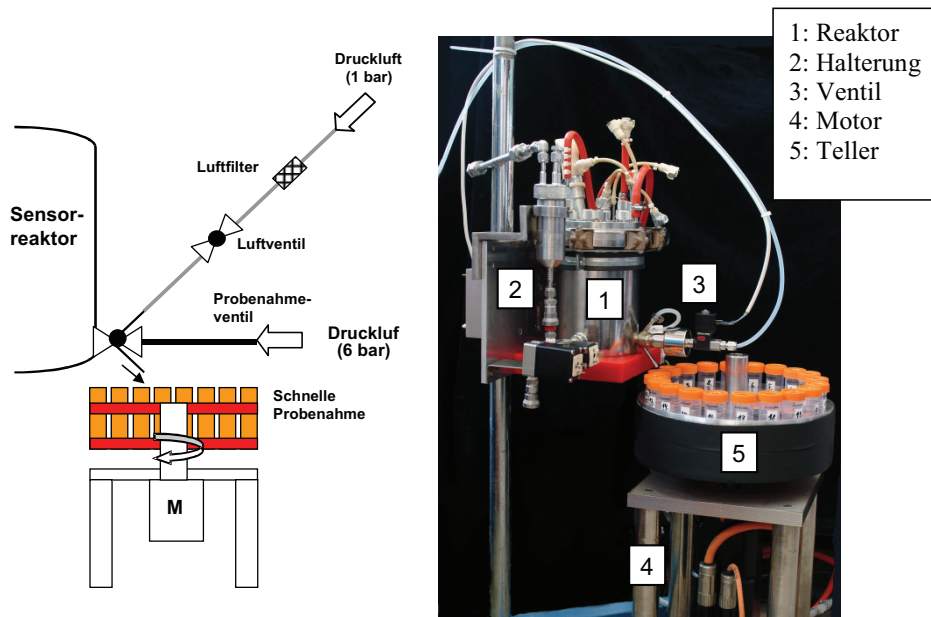 Druckluft
(1 bar)
Luftfilter
Sensor-
reaktor
Luftventil
Probenahme-
ventil
Druckluf
(6 bar)
Schnelle
Probenahme
M
1: Reaktor
2: Halterung
3: Ventil
4: Motor
5: Teller
2
1
3
5
4